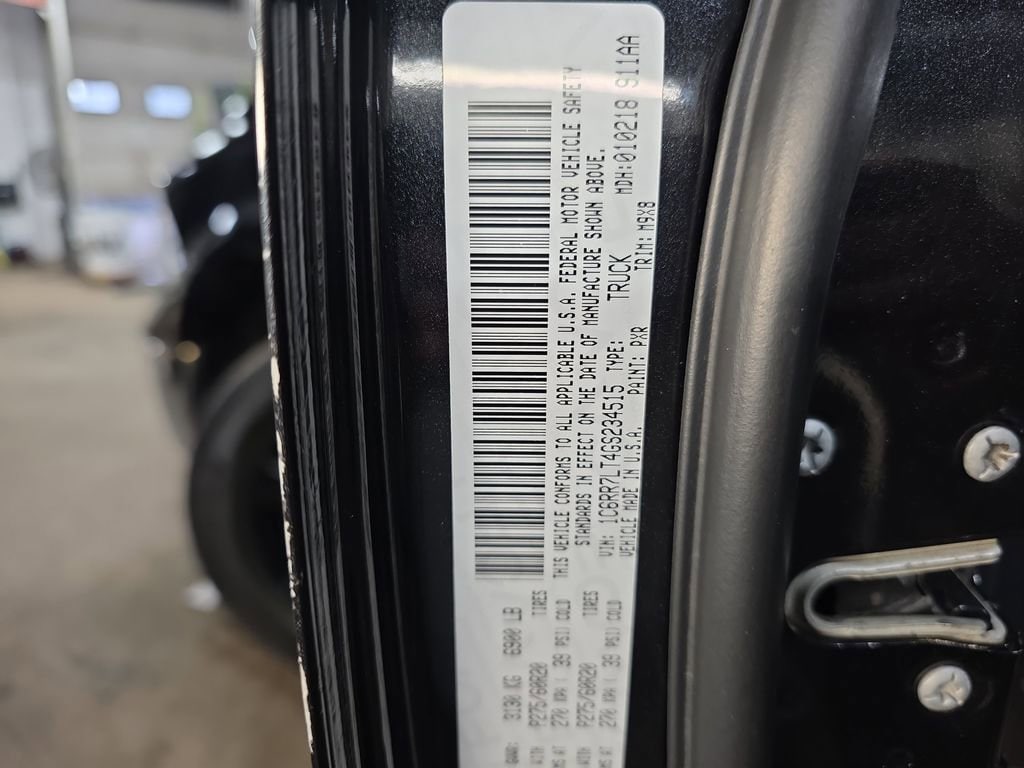 3130 KG 6900 LB
P275/60R20 TIRES
270 KPA ( 39 PSI) COLD
P275/60R20 TIRES
270 KPA ( 39 PSI) COLD
THIS VEHICLE CONFORMS TO ALL APPLICABLE U.S.A. FEDERAL MOTOR VEHICLE SAFETY
STANDARDS IN EFFECT ON THE DATE OF MANUFACTURE SHOWN ABOVE.
VIN: 1C6RR7LT4GS234515 TYPE: TRUCK MDH:010218 911AA
VEHICLE MADE IN U.S.A. PAINT: PXR TRIM: M9X8